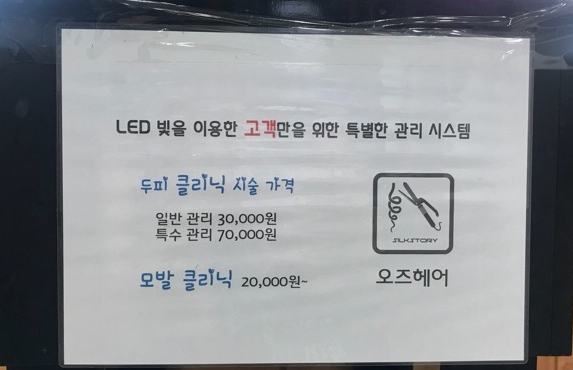 LED 빛을 이용한 고객만을 위한 특별한 관리 시스템
두피 클리닉 시술 가격
일반 관리 30,000원
특수 관리 70,000원
SILKSTORY
모발 클리닉 20,000원~
오즈헤어